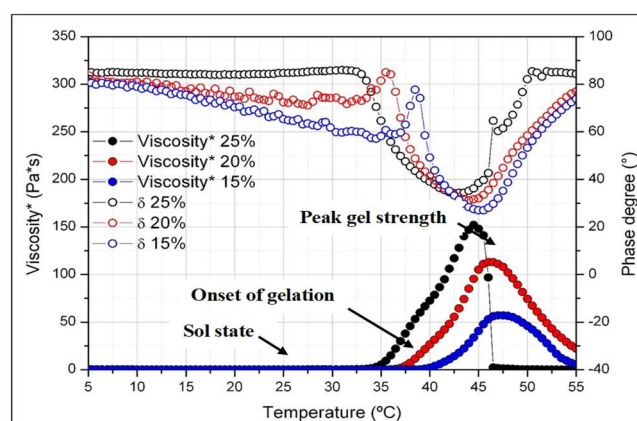 350
300
250
200
150
100
50
0
Viscosity* (Pa*s)
Viscosity* 25%
Viscosity* 20%
Viscosity* 15%
δ 25%
δ 20%
δ 15%
Peak gel strength
Onset of gelation
Sol state
100
80
60
40
20
0
-20
-40
Phase degree (°)
5 10 15 20 25 30 35 40 45 50 55
Temperature (ºC)